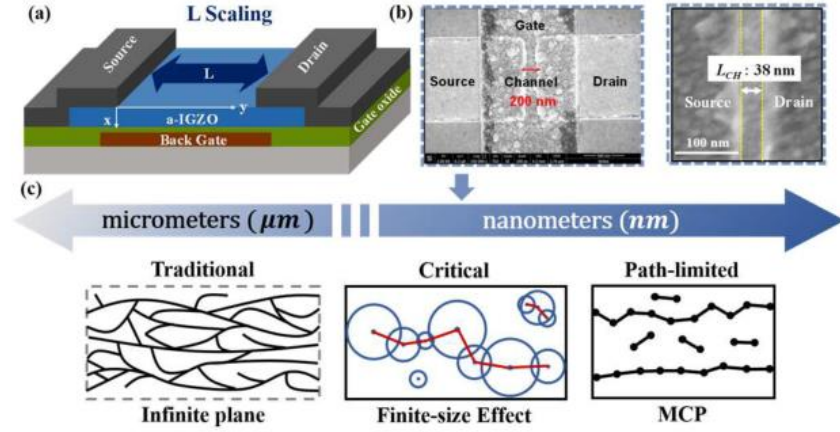 (a)
L Scaling
Source
Drain
L
y
x
a-IGZO
Gate oxide
Back Gate
(b)
Gate
Source
Channel
Drain
200 nm
L_CH : 38 nm
Source
Drain
100 nm
(c)
micrometers (μm)
nanometers (nm)
Traditional
Critical
Path-limited
Infinite plane
Finite-size Effect
MCP